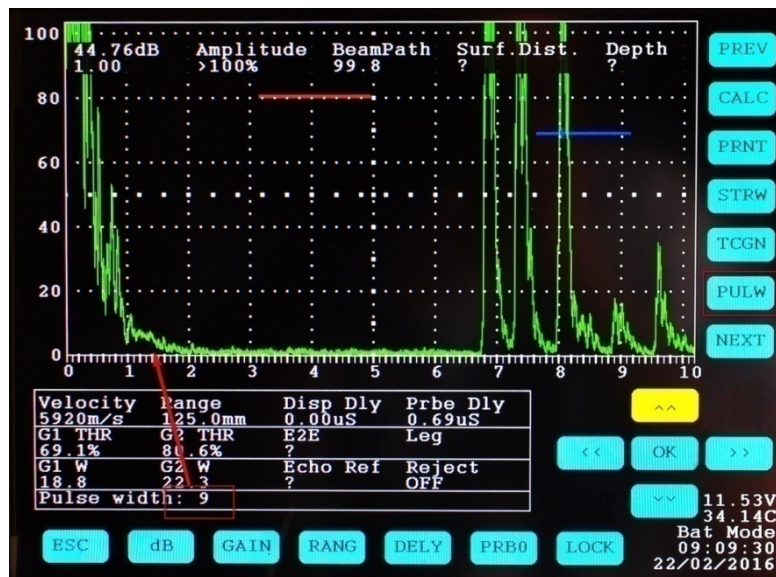 100
44.76dB Amplitude BeamPath Surf.Dist. Depth
1.00 >100% 99.8 ? ?
80
60
40
20
0
0 1 2 3 4 5 6 7 8 9 10
PREV
CALC
PRNT
STRW
TCGN
PULW
NEXT
Velocity Range Disp Dly Prbe Dly
5920m/s 125.0mm 0.00uS 0.69uS
G1 THR G2 THR E2E Leg
69.1% 80.6% ?
G1 W G2 W Echo Ref Reject
18.8 22.3 ? OFF
Pulse width: 9
^^
<< OK >>
vv
11.53V
34.14C
Bat Mode
09:09:30
22/02/2016
ESC dB GAIN RANG DELY PRB0 LOCK